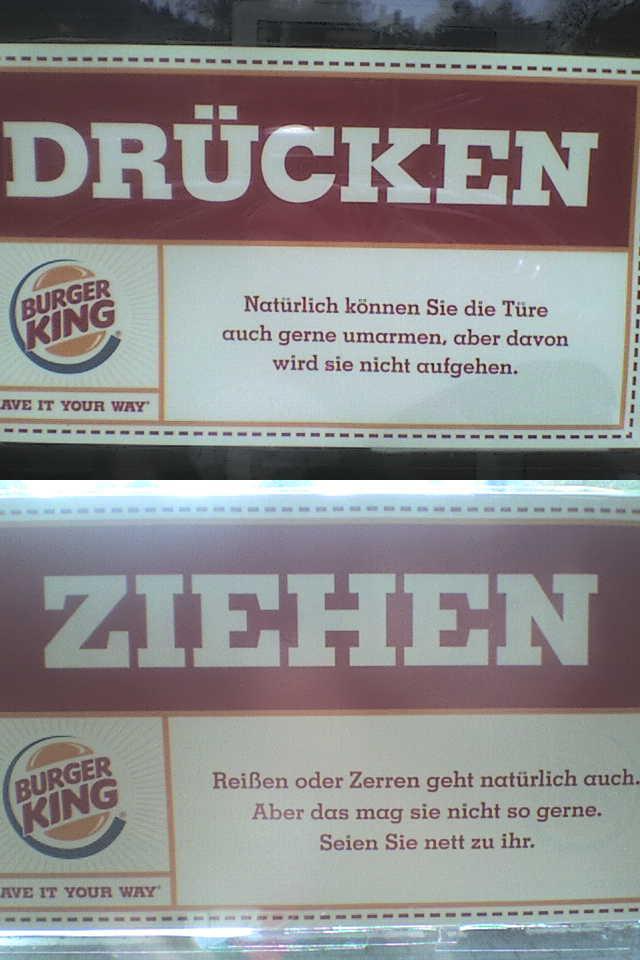 DRÜCKEN
BURGER
KING®
AVE IT YOUR WAY®
Natürlich können Sie die Türe
auch gerne umarmen, aber davon
wird sie nicht aufgehen.
ZIEHEN
BURGER
KING®
AVE IT YOUR WAY®
Reißen oder Zerren geht natürlich auch.
Aber das mag sie nicht so gerne.
Seien Sie nett zu ihr.